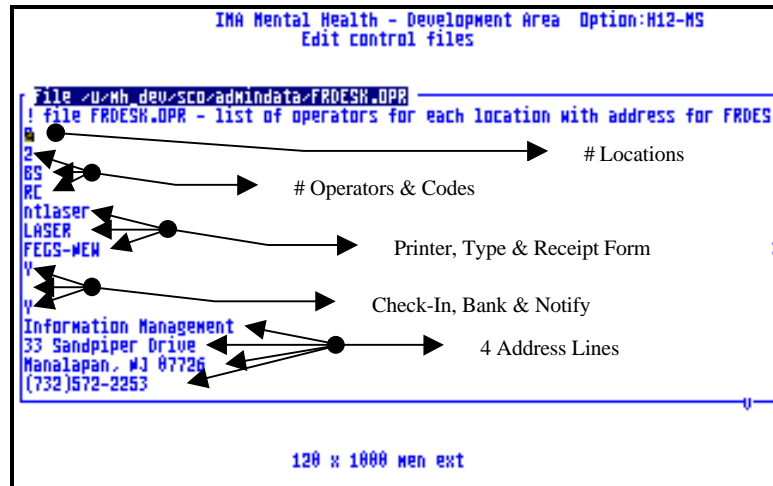 IMA Mental Health - Development Area Option:H12-MS
Edit control files
File /u/mh_dev/sco/admindata/FRDESK.OPR
! file FRDESK.OPR - list of operators for each location with address for FRDES
# Locations
2
BS
RC
# Operators & Codes
ntlaser
LASER
FEGS-NEW
Printer, Type & Receipt Form
Y
Y
Check-In, Bank & Notify
Information Management
33 Sandpiper Drive
Manalapan, NJ 07726
(732)572-2253
4 Address Lines
120 x 1000 men ext